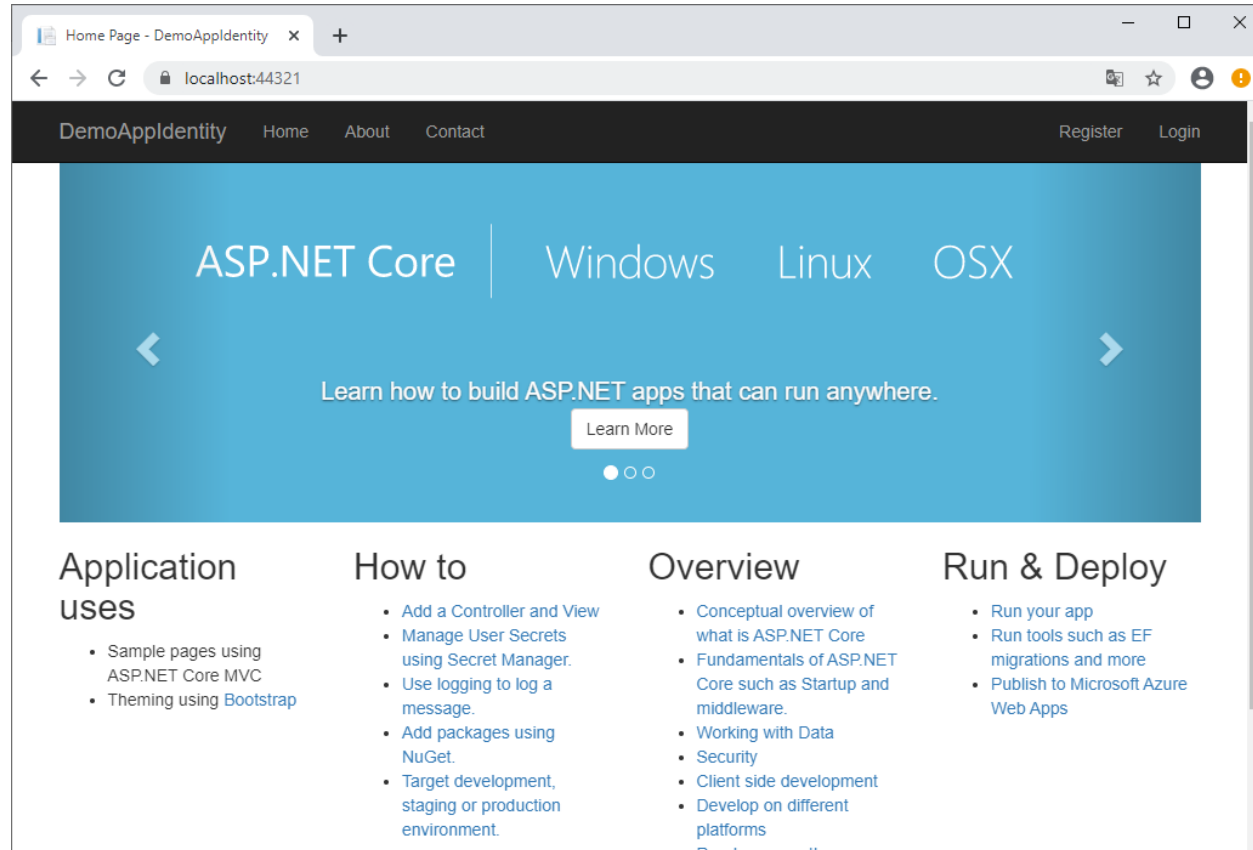 Home Page - DemoAppIdentity
localhost:44321
DemoAppIdentity Home About Contact Register Login
ASP.NET Core Windows Linux OSX
Learn how to build ASP.NET apps that can run anywhere.
Learn More
Application
uses
Sample pages using
ASP.NET Core MVC
Theming using Bootstrap
How to
Add a Controller and View
Manage User Secrets
using Secret Manager.
Use logging to log a
message.
Add packages using
NuGet.
Target development,
staging or production
environment.
Overview
Conceptual overview of
what is ASP.NET Core
Fundamentals of ASP.NET
Core such as Startup and
middleware.
Working with Data
Security
Client side development
Develop on different
platforms
Run & Deploy
Run your app
Run tools such as EF
migrations and more
Publish to Microsoft Azure
Web Apps